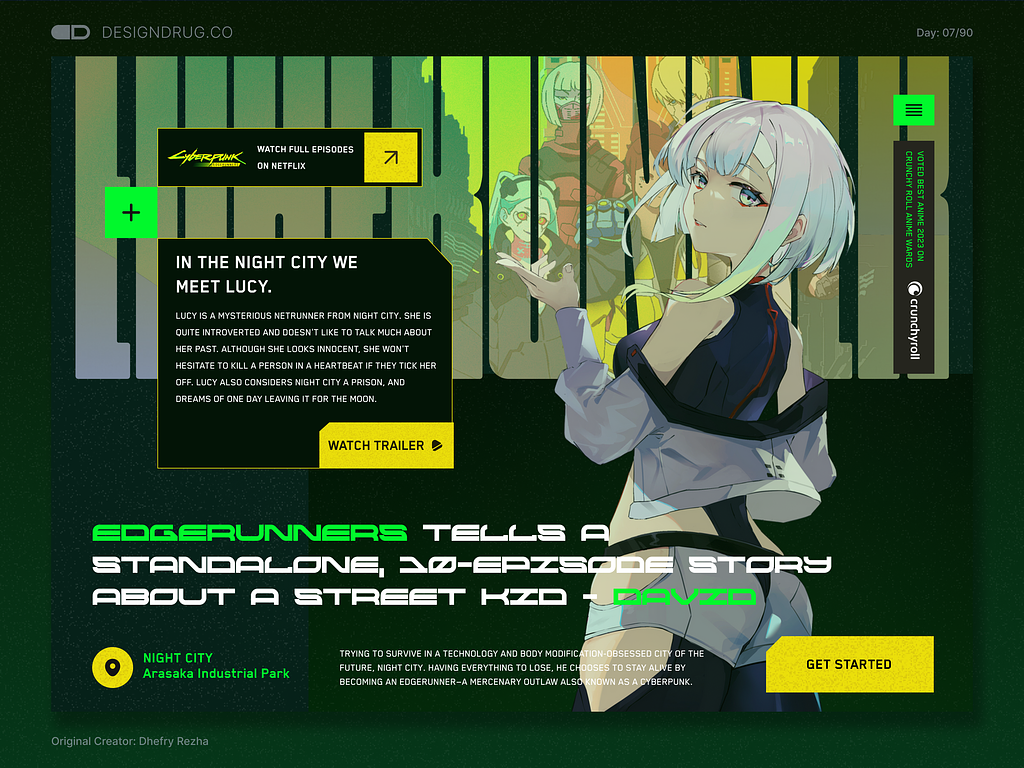 DESIGNDRUG.CO
Day: 07/90
CYBERPUNK
WATCH FULL EPISODES
ON NETFLIX
IN THE NIGHT CITY WE
MEET LUCY.
LUCY IS A MYSTERIOUS NETRUNNER FROM NIGHT CITY. SHE IS
QUITE INTROVERTED AND DOESN'T LIKE TO TALK MUCH ABOUT
HER PAST. ALTHOUGH SHE LOOKS INNOCENT, SHE WON'T
HESITATE TO KILL A PERSON IN A HEARTBEAT IF THEY TICK HER
OFF. LUCY ALSO CONSIDERS NIGHT CITY A PRISON, AND
DREAMS OF ONE DAY LEAVING IT FOR THE MOON.
WATCH TRAILER
VOTED BEST ANIME 2023 ON
CRUNCHY ROLL ANIME WARDS
crunchyroll
EDGERUNNERS TELLS A
STANDALONE, 10-EPISODE STORY
ABOUT A STREET KID - DAVID
NIGHT CITY
Arasaka Industrial Park
TRYING TO SURVIVE IN A TECHNOLOGY AND BODY MODIFICATION-OBSESSED CITY OF THE
FUTURE, NIGHT CITY. HAVING EVERYTHING TO LOSE, HE CHOOSES TO STAY ALIVE BY
BECOMING AN EDGERUNNER—A MERCENARY OUTLAW ALSO KNOWN AS A CYBERPUNK.
GET STARTED
Original Creator: Dhefry Rezha